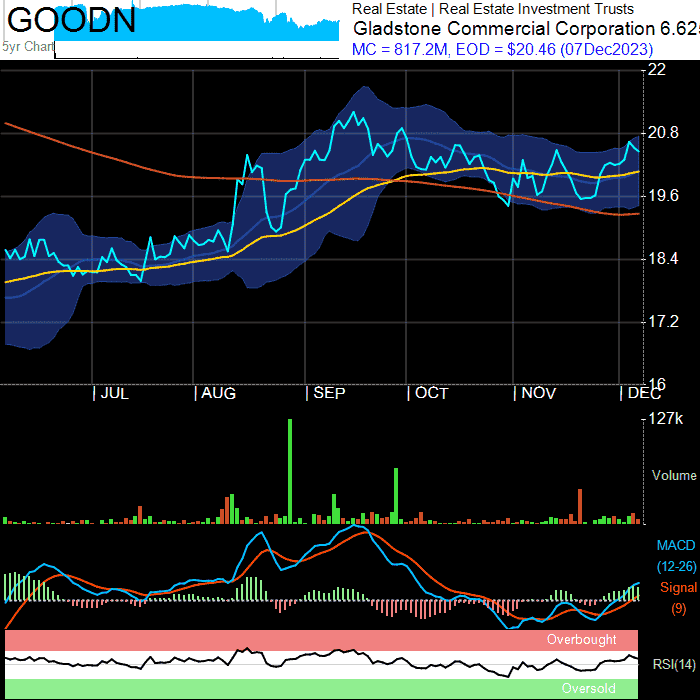 GOODN
5yr Chart
Real Estate | Real Estate Investment Trusts
Gladstone Commercial Corporation 6.62
MC = 817.2M, EOD = $20.46 (07Dec2023)
22
20.8
19.6
18.4
17.2
16
JUL AUG SEP OCT NOV DEC
127k
Volume
MACD
(12-26)
Signal
(9)
Overbought
RSI(14)
Oversold